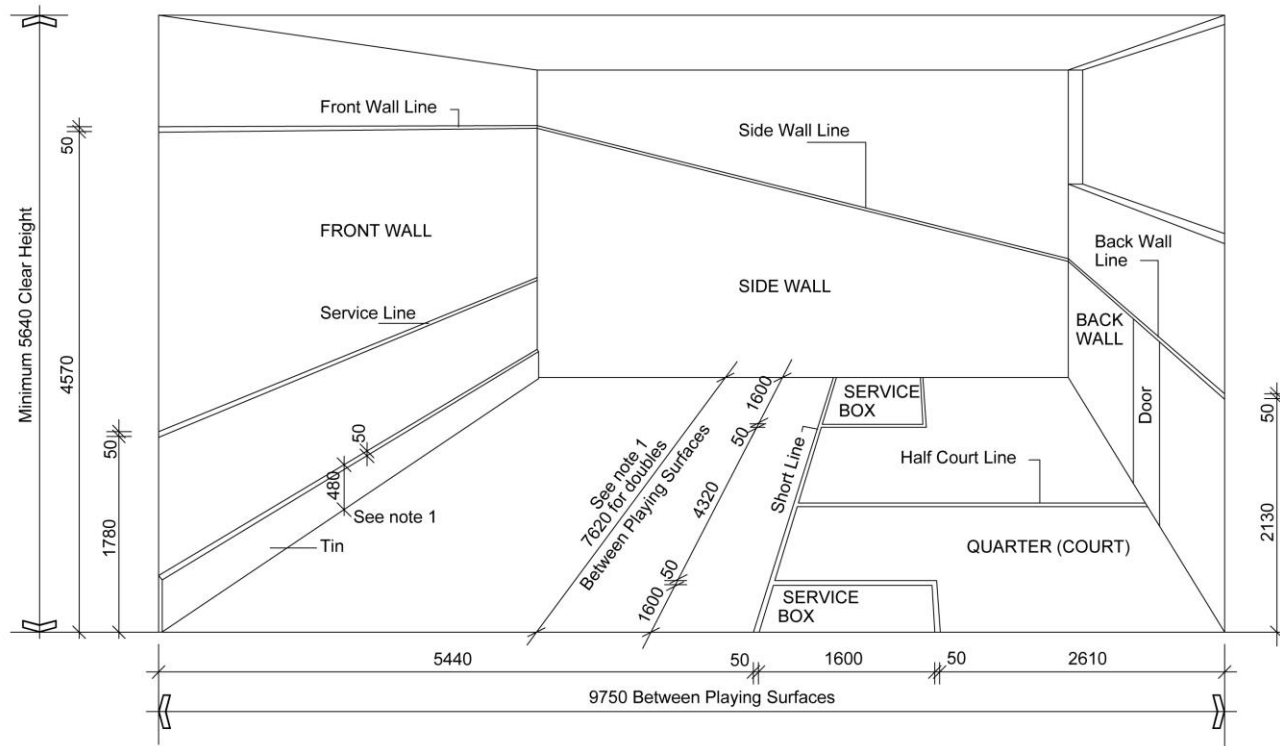 Front Wall Line
Side Wall Line
50
Minimum 5640 Clear Height
4570
FRONT WALL
Back Wall
Line
SIDE WALL
Service Line
BACK
WALL
1600
SERVICE
BOX
50
50
50
480
See note 1
7620 for doubles
Between Playing Surfaces
50
4320
Short Line
Half Court Line
Door
See note 1
1780
2130
Tin
QUARTER (COURT)
50
1600
SERVICE
BOX
5440
50
1600
50
2610
9750 Between Playing Surfaces